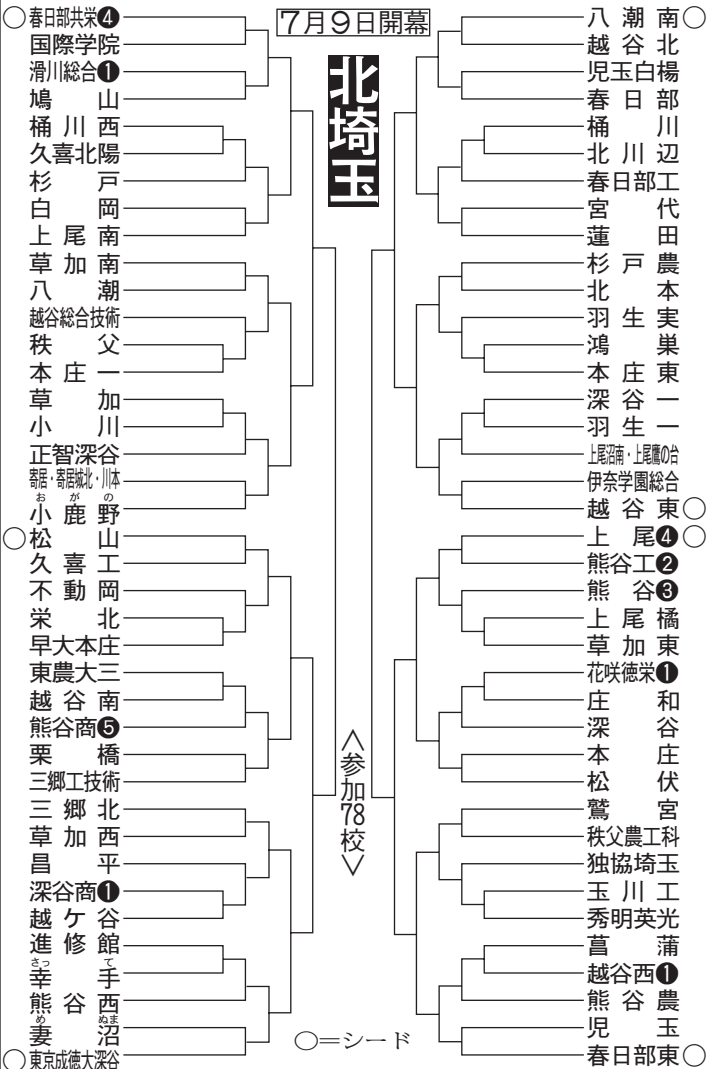 7月9日開幕
北埼玉
○春日部共栄❹
国際学院
滑川総合❶
鳩山
桶川西
久喜北陽
杉戸
白岡
上尾南
草加南
八潮
越谷総合技術
秩父
本庄一
草加
小川
正智深谷
寄居・寄居城北・川本
おがの
小鹿野
○松山
久喜工
不動岡
栄北
早大本庄
東農大三
越谷南
熊谷商❺
栗橋
三郷工技術
三郷北
草加西
昌平
深谷商❶
越ケ谷
進修館
さって
幸手
熊谷西
めぬま
妻沼
○東京成徳大深谷
<参加78校>
○=シード
八潮南○
越谷北
児玉白楊
春日部
桶川
北川辺
春日部工
宮代
蓮田
杉戸農
北本
羽生実
鴻巣
本庄東
深谷一
羽生一
上尾沼南・上尾鷹の台
伊奈学園総合
越谷東○
上尾❹○
熊谷工❷
熊谷❸
上尾橘
草加東
花咲徳栄❶
庄和
深谷
本庄
松伏
鷲宮
秩父農工科
独協埼玉
玉川工
秀明英光
菖蒲
越谷西❶
熊谷農
児玉
春日部東○